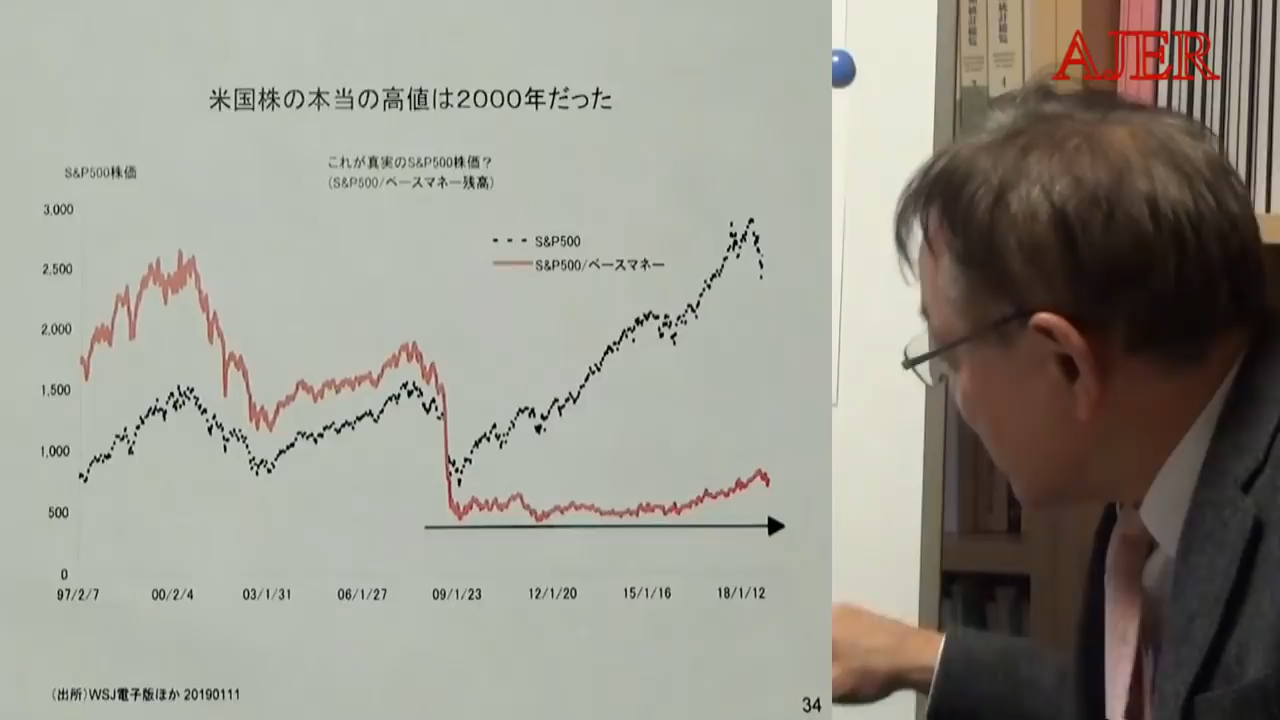 米国株の本当の高値は2000年だった
S&P500株価
これが真実のS&P500株価?
(S&P500/ベースマネー残高)
S&P500
S&P500/ベースマネー
3,000
2,500
2,000
1,500
1,000
500
0
97/2/7
00/2/4
03/1/31
06/1/27
09/1/23
12/1/20
15/1/16
18/1/12
(出所)WSJ電子版ほか 20190111
34
AJER